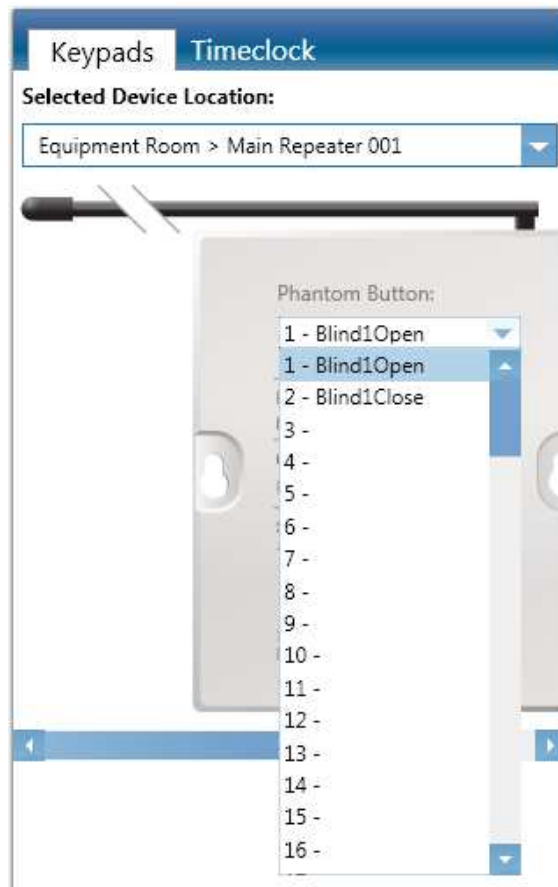 Keypads Timeclock
Selected Device Location:
Equipment Room > Main Repeater 001
Phantom Button:
1 - Blind1Open
1 - Blind1Open
2 - Blind1Close
3 -
4 -
5 -
6 -
7 -
8 -
9 -
10 -
11 -
12 -
13 -
14 -
15 -
16 -